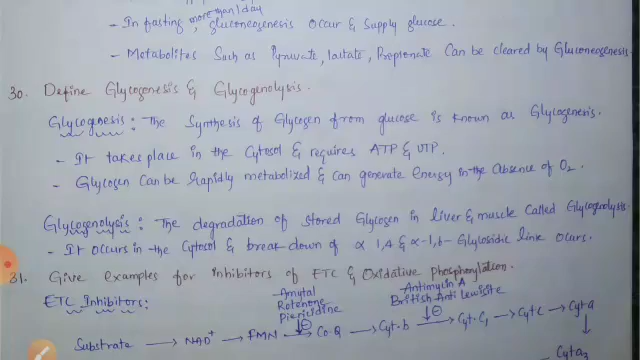 more than 1 day
- In fasting, gluconeogenesis occur & supply glucose.
- Metabolites such as Pyruvate, lactate, Propionate can be cleared by Gluconeogenesis.
30. Define Glycogenesis & Glycogenolysis.
Glycogenesis: The synthesis of Glycogen from glucose is known as Glycogenesis.
- It takes place in the cytosol & requires ATP & UTP.
- Glycogen can be rapidly metabolized & can generate energy in the absence of O2.
Glycogenolysis: The degradation of stored Glycogen in liver & muscle called Glycogenolysis.
- It occurs in the cytosol & break down of α 1,4 & α-1,6- Glycosidic link occurs.
31. Give examples for inhibitors of ETC & Oxidative Phosphorylation.
ETC Inhibitors:
Amytal
Rotenone
Piericidine
Antimycin A
British Anti Lewisite
Substrate → NAD+ → FMN → CO-Q → Cyt-b → Cyt-C1 → Cyt C → Cyt-a
Cyt a3